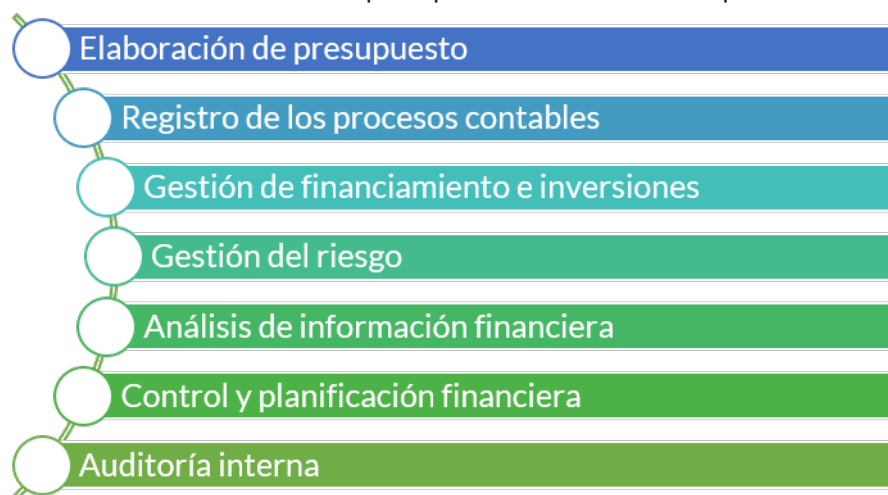 Elaboración de presupuesto
Registro de los procesos contables
Gestión de financiamiento e inversiones
Gestión del riesgo
Análisis de información financiera
Control y planificación financiera
Auditoría interna